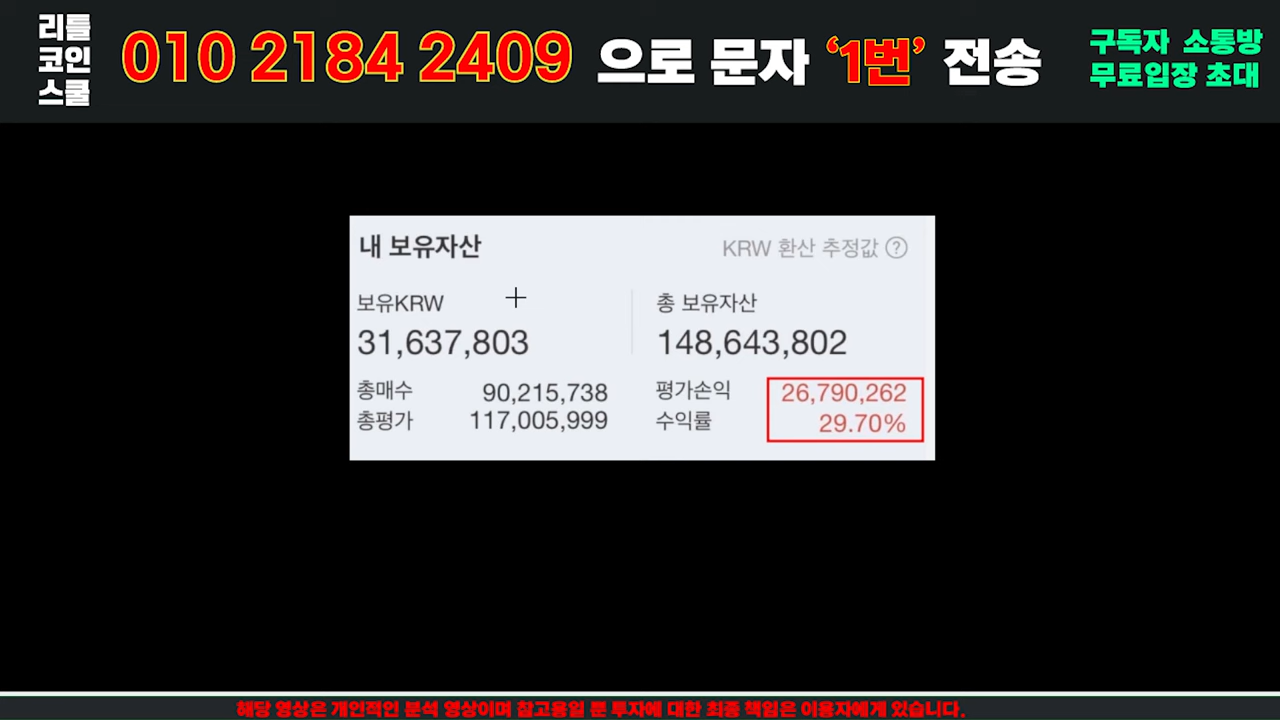 리틀
코인
스쿨
010 2184 2409 으로 문자 ‘1번’ 전송
구독자 소통방
무료입장 초대
내 보유자산
KRW 환산 추정값 ?
보유KRW
총 보유자산
31,637,803
148,643,802
총매수 90,215,738
평가손익 26,790,262
총평가 117,005,999
수익률 29.70%
해당 영상은 개인적인 분석 영상이며 참고용일 뿐 투자에 대한 최종 책임은 이용자에게 있습니다.